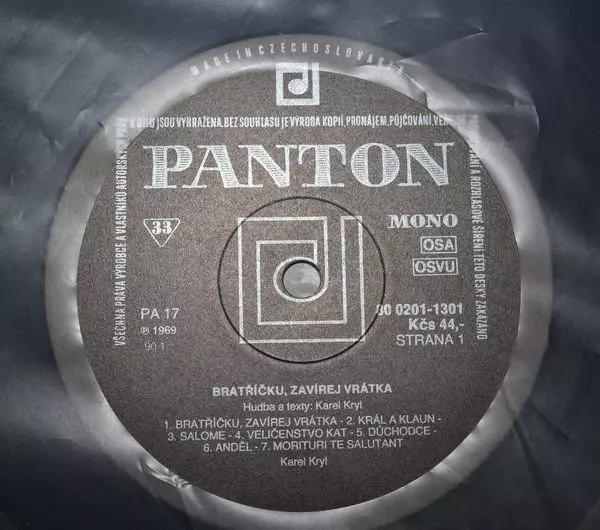 MADE IN CZECHOSLOVAKIA
VŠECHNA PRÁVA VÝROBCE A VLASTNÍKŮ AUTORSKÝCH PRÁV K DÍLU JSOU VYHRAZENA. BEZ SOUHLASU JE VÝROBA KOPIÍ, PRONÁJEM, PŮJČOVÁNÍ, A ROZHLASOVÉ ŠÍŘENÍ TÉTO DESKY ZAKÁZÁNO
PANTON
33
MONO
OSA
OSVU
PA 17
℗ 1969
90 1
0201-1301
Kčs 44,-
STRANA 1
BRATŘÍČKU, ZAVÍREJ VRÁTKA
Hudba a texty: Karel Kryl
1. BRATŘÍČKU, ZAVÍREJ VRÁTKA - 2. KRÁL A KLAUN -
3. SALOME - 4. VELIČENSTVO KAT - 5. DŮCHODCE -
6. ANDĚL - 7. MORITURI TE SALUTANT
Karel Kryl